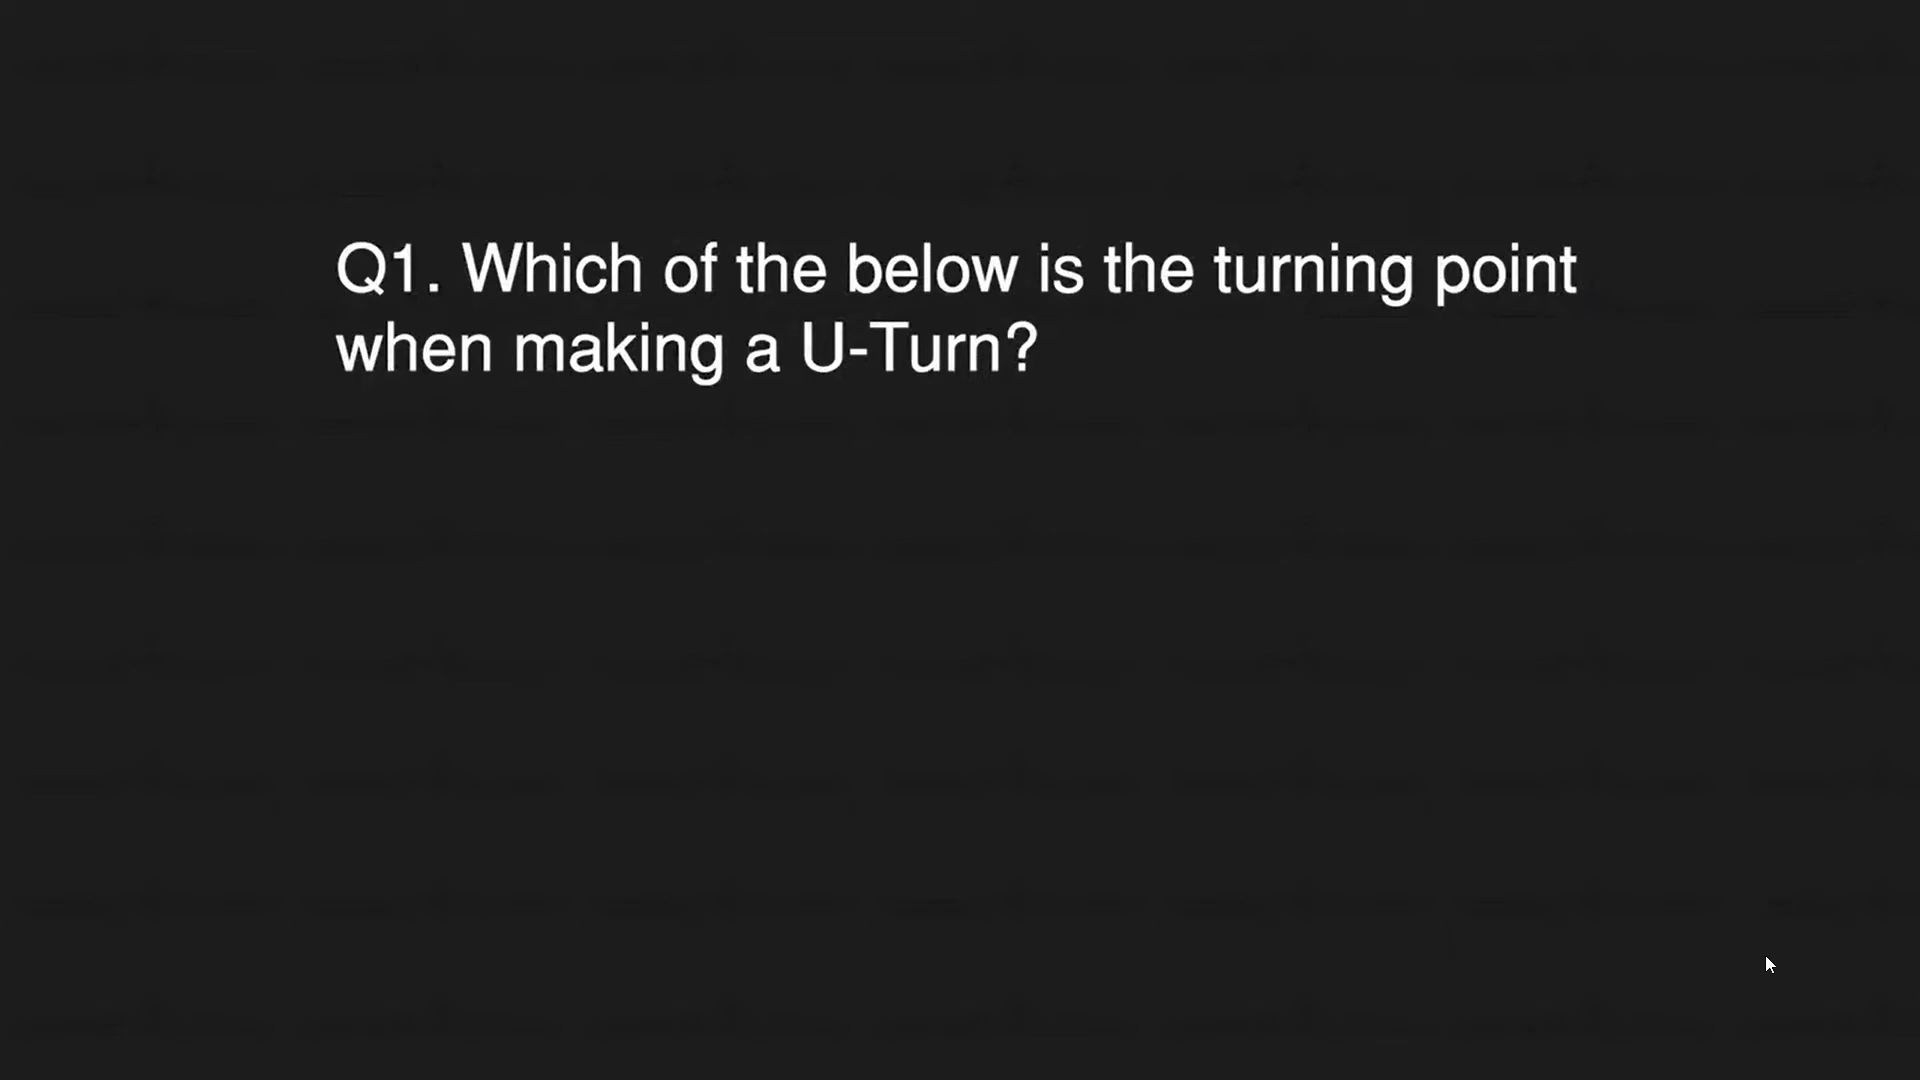 Q1. Which of the below is the turning point
when making a U-Turn?